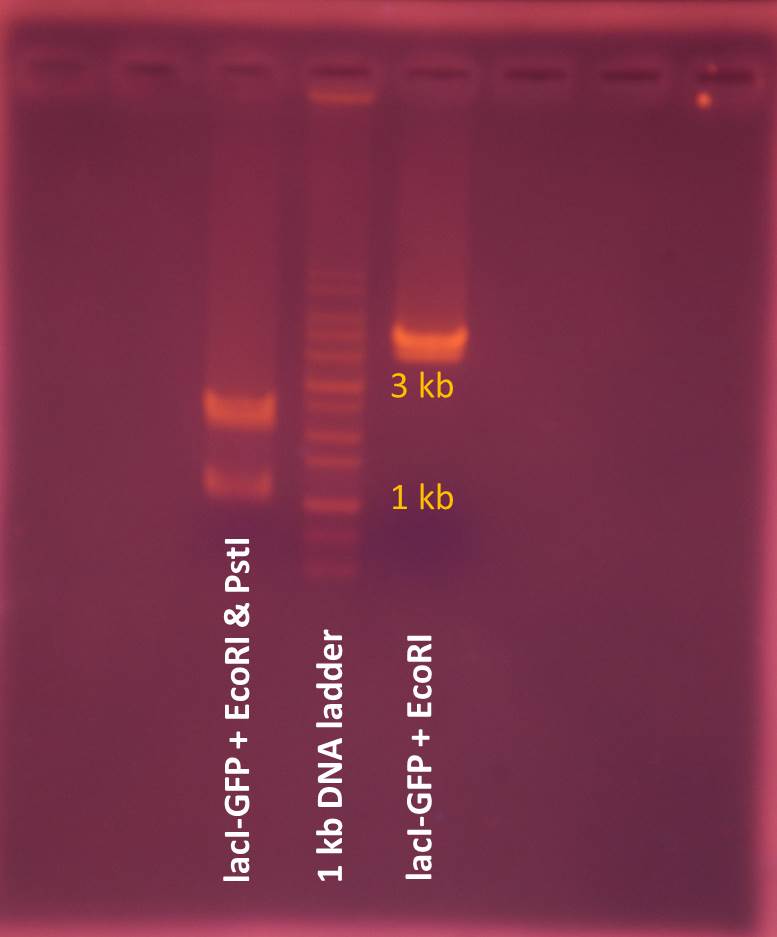 3 kb
1 kb
lacI-GFP + EcoRI & PstI
1 kb DNA ladder
lacI-GFP + EcoRI